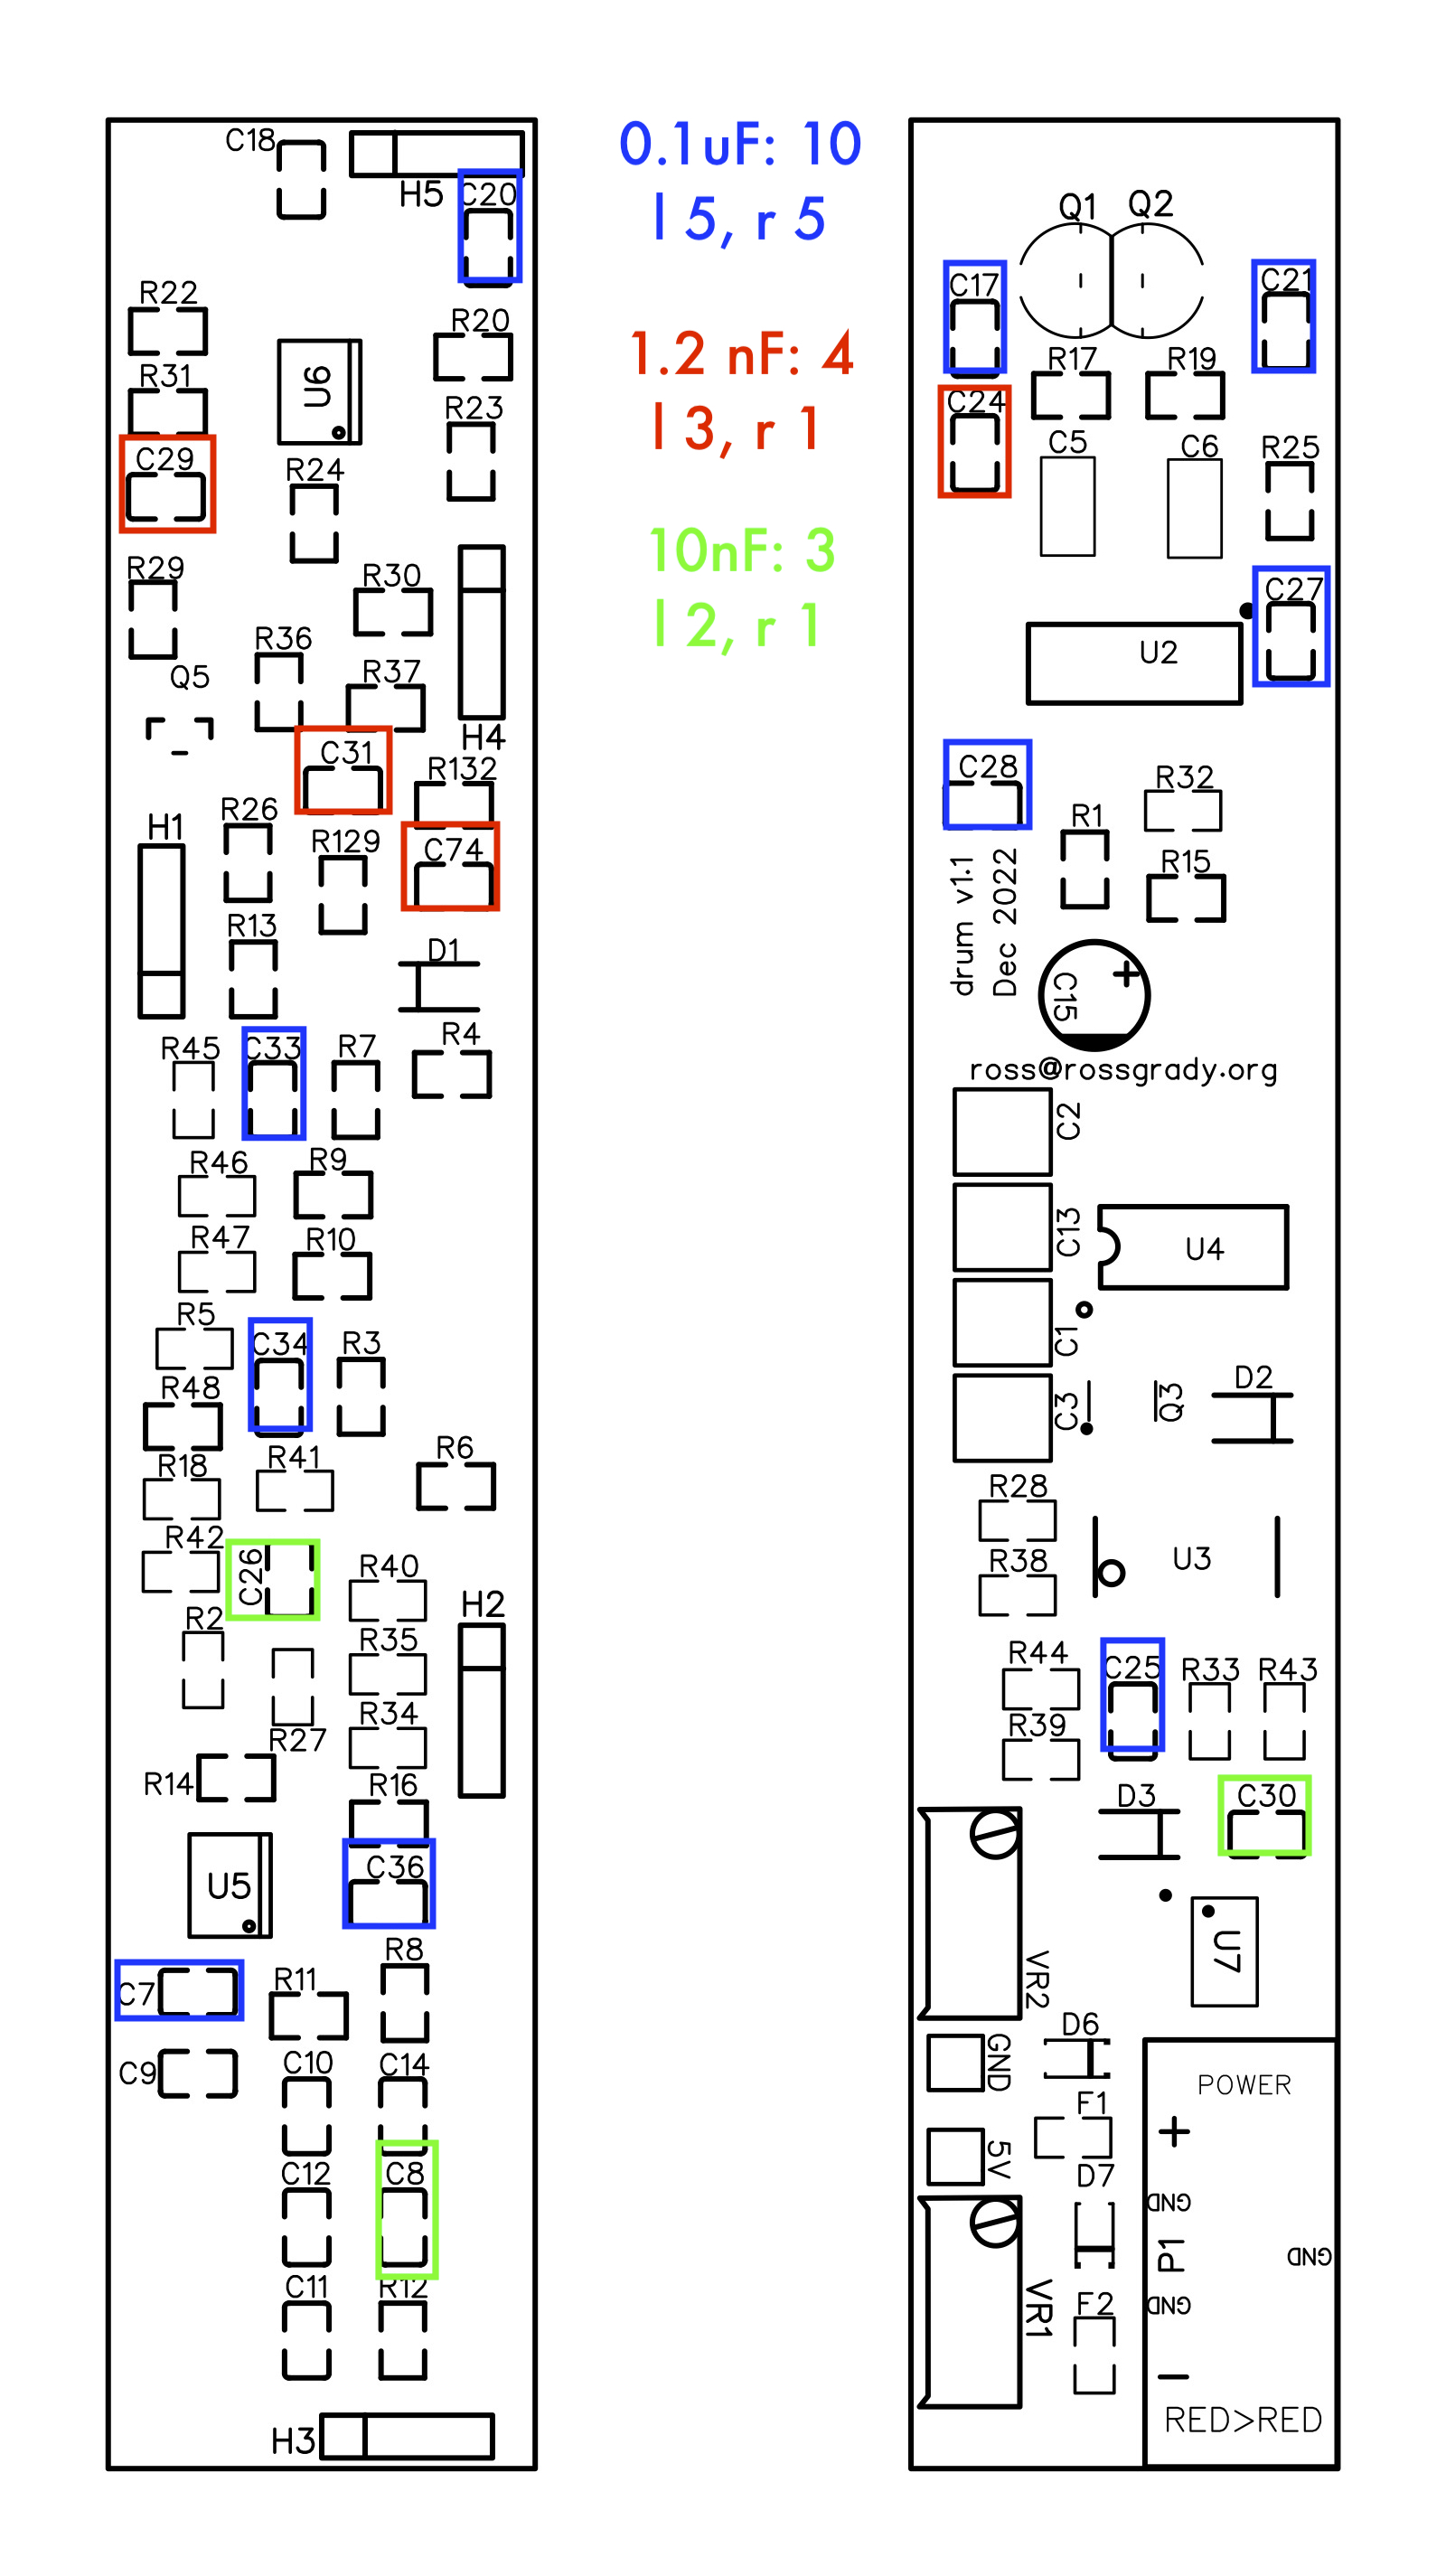 C18
H5
C20
R22
R20
R31
U6
R23
C29
R24
R29
R30
R36
Q5
R37
C31
H4
R132
R26
H1
R129
C74
R13
D1
R45
C33
R7
R4
R46
R9
R47
R10
R5
C34
R3
R48
R41
R18
R6
R42
C26
R40
H2
R2
R35
R34
R27
R14
R16
U5
C36
R8
C7
R11
C9
C10
C14
C12
C8
C11
R12
H3
0.1uF: 10
l 5, r 5
1.2 nF: 4
l 3, r 1
10nF: 3
l 2, r 1
Q1
Q2
C17
C21
R17
R19
C24
C5
C6
R25
C27
U2
C28
R32
R1
R15
drum v1.1
Dec 2022
C15
ross@rossgrady.org
C2
C13
U4
C1
C3
Q3
D2
R28
R38
U3
R44
C25
R33
R43
R39
D3
C30
U7
VR2
D6
GND
POWER
F1
+
5V
D7
GND
P1
GND
GND
VR1
F2
–
RED>RED